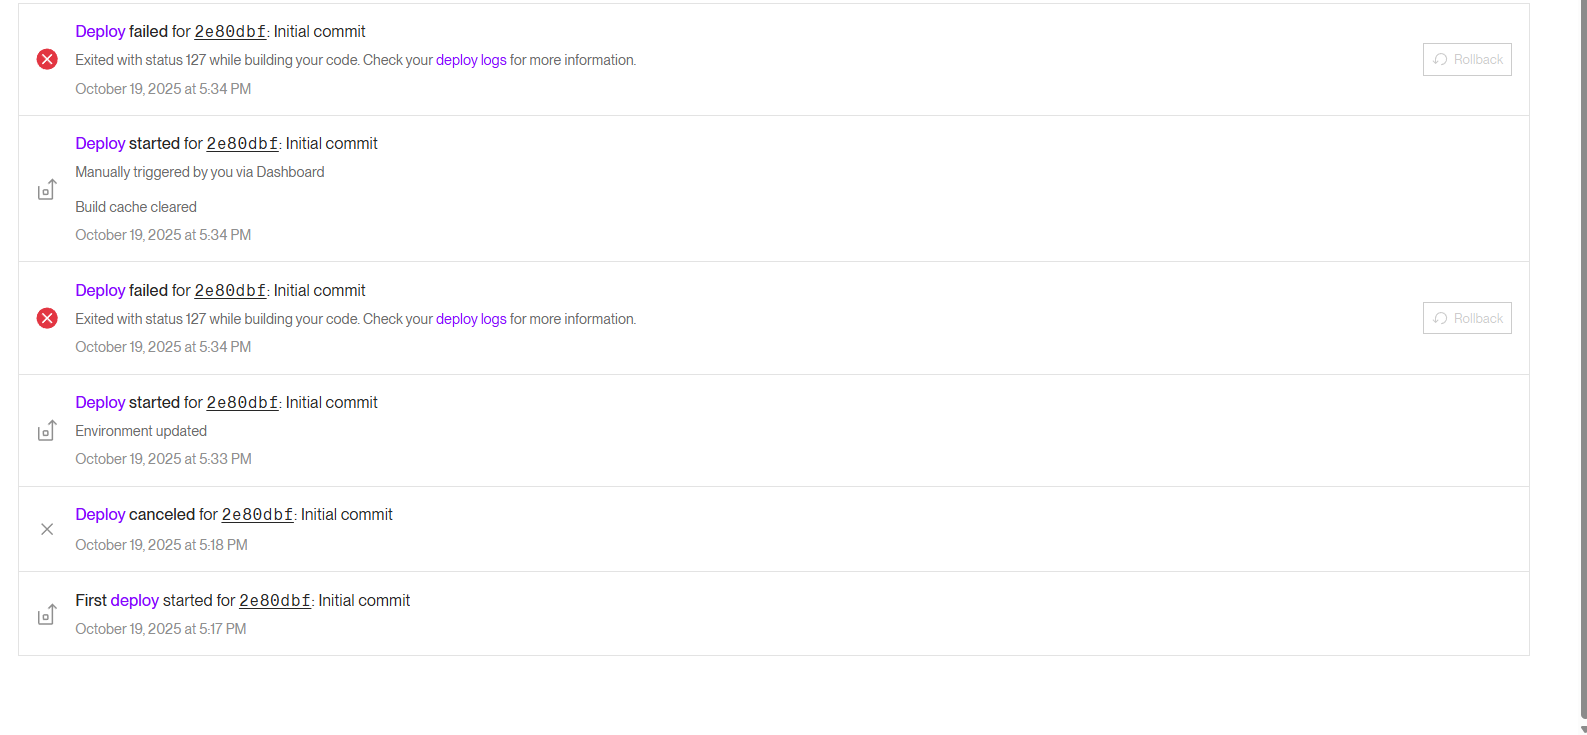 Deploy failed for 2e80dbf: Initial commit
Exited with status 127 while building your code. Check your deploy logs for more information.
Rollback
October 19, 2025 at 5:34 PM
Deploy started for 2e80dbf: Initial commit
Manually triggered by you via Dashboard
Build cache cleared
October 19, 2025 at 5:34 PM
Deploy failed for 2e80dbf: Initial commit
Exited with status 127 while building your code. Check your deploy logs for more information.
Rollback
October 19, 2025 at 5:34 PM
Deploy started for 2e80dbf: Initial commit
Environment updated
October 19, 2025 at 5:33 PM
Deploy canceled for 2e80dbf: Initial commit
October 19, 2025 at 5:18 PM
First deploy started for 2e80dbf: Initial commit
October 19, 2025 at 5:17 PM